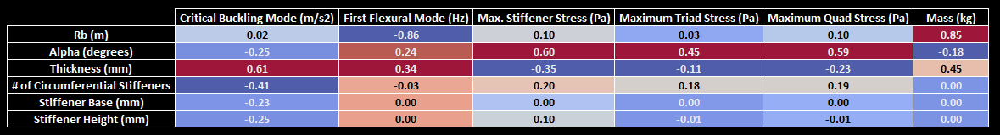 Critical Buckling Mode (m/s2) First Flexural Mode (Hz) Max. Stiffener Stress (Pa) Maximum Triad Stress (Pa) Maximum Quad Stress (Pa) Mass (kg)
Rb (m) 0.02 -0.86 0.10 0.03 0.10 0.85
Alpha (degrees) -0.25 0.24 0.60 0.45 0.59 -0.18
Thickness (mm) 0.61 0.34 -0.35 -0.11 -0.23 0.45
# of Circumferential Stiffeners -0.41 -0.03 0.20 0.18 0.19 0.00
Stiffener Base (mm) -0.23 0.00 0.00 0.00 0.00 0.00
Stiffener Height (mm) -0.25 0.00 0.10 -0.01 -0.01 0.00